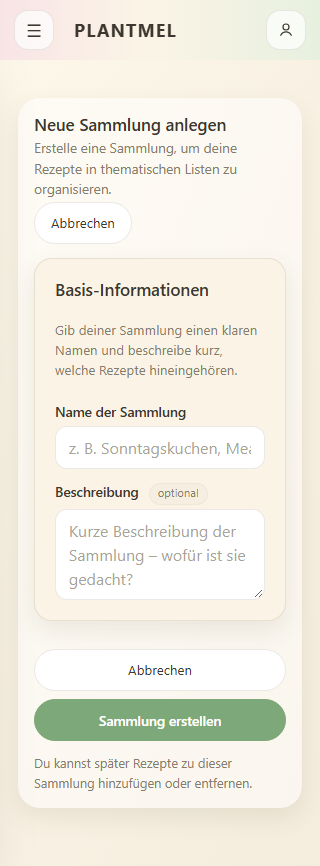 PLANTMEL
Neue Sammlung anlegen
Erstelle eine Sammlung, um deine
Rezepte in thematischen Listen zu
organisieren.
Abbrechen
Basis-Informationen
Gib deiner Sammlung einen klaren
Namen und beschreibe kurz,
welche Rezepte hineingehören.
Name der Sammlung
z. B. Sonntagskuchen, Mea
Beschreibung optional
Kurze Beschreibung der
Sammlung – wofür ist sie
gedacht?
Abbrechen
Sammlung erstellen
Du kannst später Rezepte zu dieser
Sammlung hinzufügen oder entfernen.